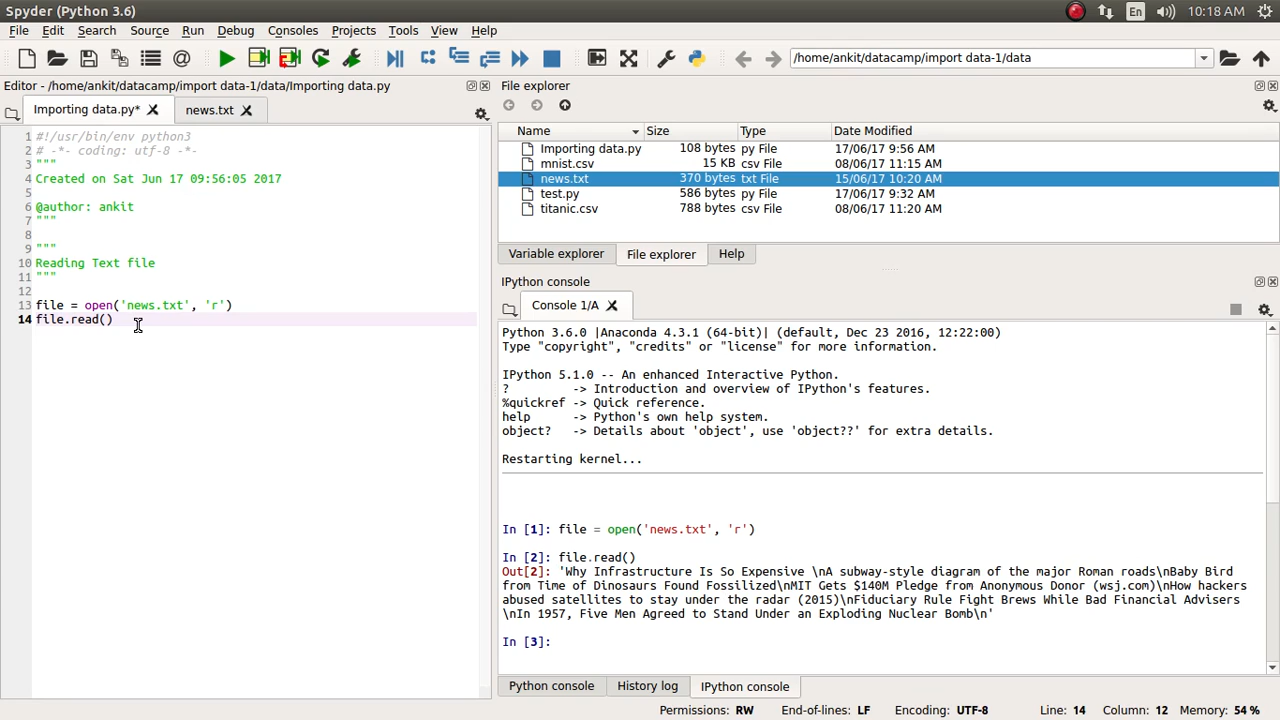 Spyder (Python 3.6)
En
10:18 AM
File Edit Search Source Run Debug Consoles Projects Tools View Help
/home/ankit/datacamp/import data-1/data
Editor - /home/ankit/datacamp/import data-1/data/Importing data.py
Importing data.py*
news.txt
1 #!/usr/bin/env python3
2 # -*- coding: utf-8 -*-
3 """
4 Created on Sat Jun 17 09:56:05 2017
5
6 @author: ankit
7 """
8
9 """
10 Reading Text file
11 """
12
13 file = open('news.txt', 'r')
14 file.read()
File explorer
Name Size Type Date Modified
Importing data.py 108 bytes py File 17/06/17 9:56 AM
mnist.csv 15 KB csv File 08/06/17 11:15 AM
news.txt 370 bytes txt File 15/06/17 10:20 AM
test.py 586 bytes py File 17/06/17 9:32 AM
titanic.csv 788 bytes csv File 08/06/17 11:20 AM
Variable explorer File explorer Help
IPython console
Console 1/A
Python 3.6.0 |Anaconda 4.3.1 (64-bit)| (default, Dec 23 2016, 12:22:00)
Type "copyright", "credits" or "license" for more information.
IPython 5.1.0 -- An enhanced Interactive Python.
? -> Introduction and overview of IPython's features.
%quickref -> Quick reference.
help -> Python's own help system.
object? -> Details about 'object', use 'object??' for extra details.
Restarting kernel...
In [1]: file = open('news.txt', 'r')
In [2]: file.read()
Out[2]: 'Why Infrastructure Is So Expensive \nA subway-style diagram of the major Roman roads\nBaby Bird
from Time of Dinosaurs Found Fossilized\nMIT Gets $140M Pledge from Anonymous Donor (wsj.com)\nHow hackers
abused satellites to stay under the radar (2015)\nFiduciary Rule Fight Brews While Bad Financial Advisers
\nIn 1957, Five Men Agreed to Stand Under an Exploding Nuclear Bomb\n'
In [3]:
Python console History log IPython console
Permissions: RW End-of-lines: LF Encoding: UTF-8 Line: 14 Column: 12 Memory: 54 %